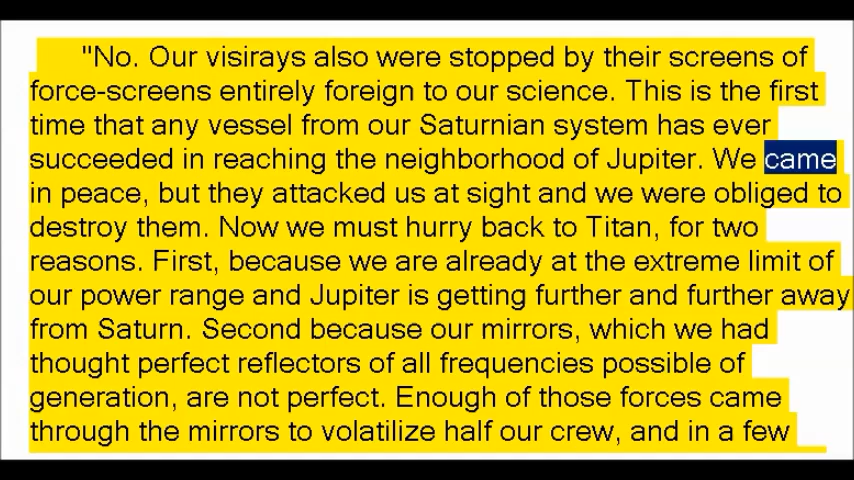 "No. Our visirays also were stopped by their screens of
force-screens entirely foreign to our science. This is the first
time that any vessel from our Saturnian system has ever
succeeded in reaching the neighborhood of Jupiter. We came
in peace, but they attacked us at sight and we were obliged to
destroy them. Now we must hurry back to Titan, for two
reasons. First, because we are already at the extreme limit of
our power range and Jupiter is getting further and further away
from Saturn. Second because our mirrors, which we had
thought perfect reflectors of all frequencies possible of
generation, are not perfect. Enough of those forces came
through the mirrors to volatilize half our crew, and in a few